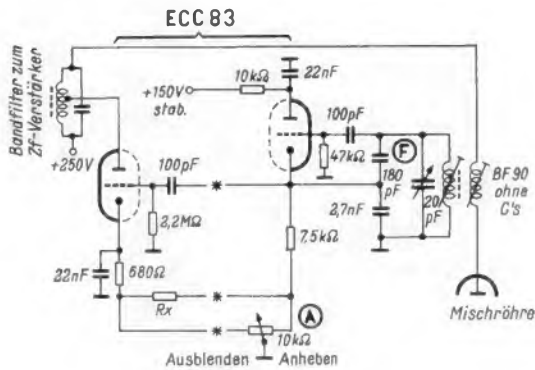 ECC 83
Bandfilter zum
Zf-Verstärker
+250V
+150V
stab.
10kΩ
22nF
100pF
47kΩ
F
180
pF
20
pF
2,7nF
BF 90
ohne
C's
Mischröhre
100pF
2,2MΩ
7,5kΩ
22nF
680Ω
Rx
A
10kΩ
Ausblenden
Anheben